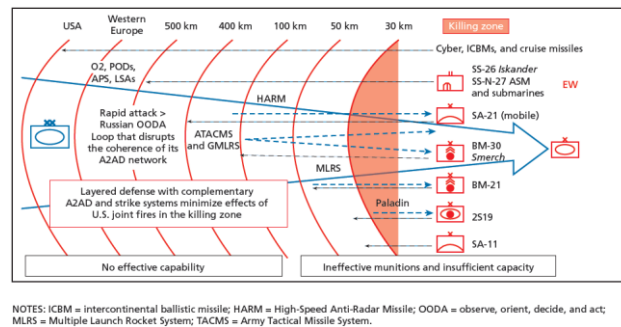 USA
Western
Europe
500 km
400 km
100 km
50 km
30 km
Killing zone
Cyber, ICBMs, and cruise missiles
O2, PODs,
APS, LSAs
SS-26 Iskander
SS-N-27 ASM
and submarines
EW
HARM
SA-21 (mobile)
Rapid attack >
Russian OODA
Loop that disrupts
the coherence of its
A2AD network
ATACMS
and GMLRS
BM-30
Smerch
MLRS
BM-21
Layered defense with complementary
A2AD and strike systems minimize effects of
U.S. joint fires in the killing zone
Paladin
2S19
SA-11
No effective capability
Ineffective munitions and insufficient capacity
NOTES: ICBM = intercontinental ballistic missile; HARM = High-Speed Anti-Radar Missile; OODA = observe, orient, decide, and act;
MLRS = Multiple Launch Rocket System; TACMS = Army Tactical Missile System.